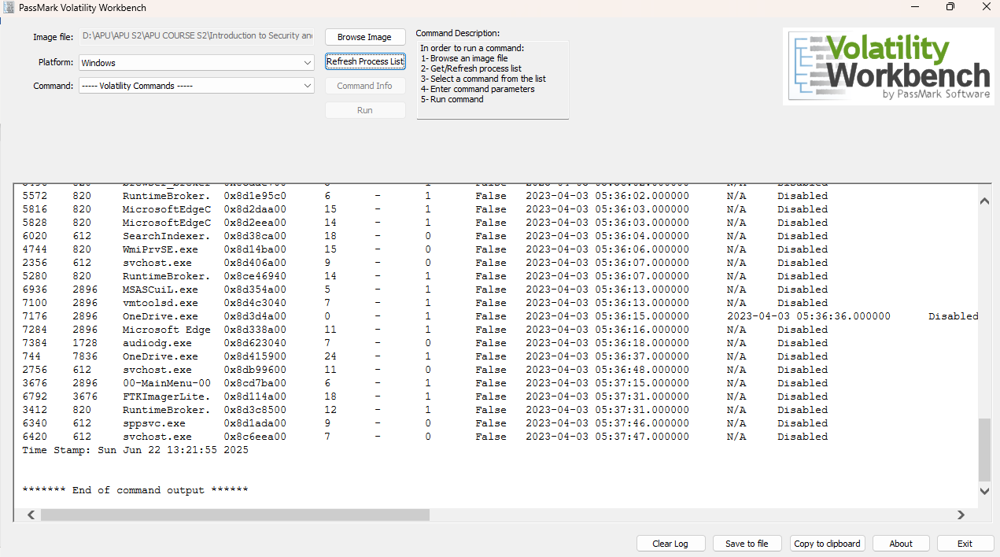 PassMark Volatility Workbench
Image file: D:\APU\APU S2\APU COURSE S2\Introduction to Security an
Browse Image
Platform: Windows
Refresh Process List
Command: ----- Volatility Commands -----
Command Info
Run
Command Description:
In order to run a command:
1- Browse an image file
2- Get/Refresh process list
3- Select a command from the list
4- Enter command parameters
5- Run command
Volatility
Workbench
by PassMark Software
5572 820 RuntimeBroker. 0x8d1e95c0 6 - 1 False 2023-04-03 05:36:02.000000 N/A Disabled
5816 820 MicrosoftEdgeC 0x8d2daa00 15 - 1 False 2023-04-03 05:36:03.000000 N/A Disabled
5828 820 MicrosoftEdgeC 0x8d2eea00 14 - 1 False 2023-04-03 05:36:03.000000 N/A Disabled
6020 612 SearchIndexer. 0x8d38ca00 18 - 0 False 2023-04-03 05:36:04.000000 N/A Disabled
4744 820 WmiPrvSE.exe 0x8d14ba00 15 - 0 False 2023-04-03 05:36:06.000000 N/A Disabled
2356 612 svchost.exe 0x8d406a00 9 - 0 False 2023-04-03 05:36:07.000000 N/A Disabled
5280 820 RuntimeBroker. 0x8ce46940 14 - 1 False 2023-04-03 05:36:07.000000 N/A Disabled
6936 2896 MSASCuiL.exe 0x8d354a00 5 - 1 False 2023-04-03 05:36:13.000000 N/A Disabled
7100 2896 vmtoolsd.exe 0x8d4c3040 7 - 1 False 2023-04-03 05:36:13.000000 N/A Disabled
7176 2896 OneDrive.exe 0x8d3d4a00 0 - 1 False 2023-04-03 05:36:15.000000 2023-04-03 05:36:36.000000 Disabled
7284 2896 Microsoft Edge 0x8d338a00 11 - 1 False 2023-04-03 05:36:16.000000 N/A Disabled
7384 1728 audiodg.exe 0x8d623040 7 - 0 False 2023-04-03 05:36:18.000000 N/A Disabled
744 7836 OneDrive.exe 0x8d415900 24 - 1 False 2023-04-03 05:36:37.000000 N/A Disabled
2756 612 svchost.exe 0x8db99600 11 - 0 False 2023-04-03 05:36:48.000000 N/A Disabled
3676 2896 00-MainMenu-00 0x8cd7ba00 6 - 1 False 2023-04-03 05:37:15.000000 N/A Disabled
6792 3676 FTKImagerLite. 0x8d114a00 18 - 1 False 2023-04-03 05:37:31.000000 N/A Disabled
3412 820 RuntimeBroker. 0x8d3c8500 12 - 1 False 2023-04-03 05:37:31.000000 N/A Disabled
6340 612 sppsvc.exe 0x8d1ada00 9 - 0 False 2023-04-03 05:37:46.000000 N/A Disabled
6420 612 svchost.exe 0x8c6eea00 7 - 0 False 2023-04-03 05:37:47.000000 N/A Disabled
Time Stamp: Sun Jun 22 13:21:55 2025
******* End of command output ******
Clear Log
Save to file
Copy to clipboard
About
Exit